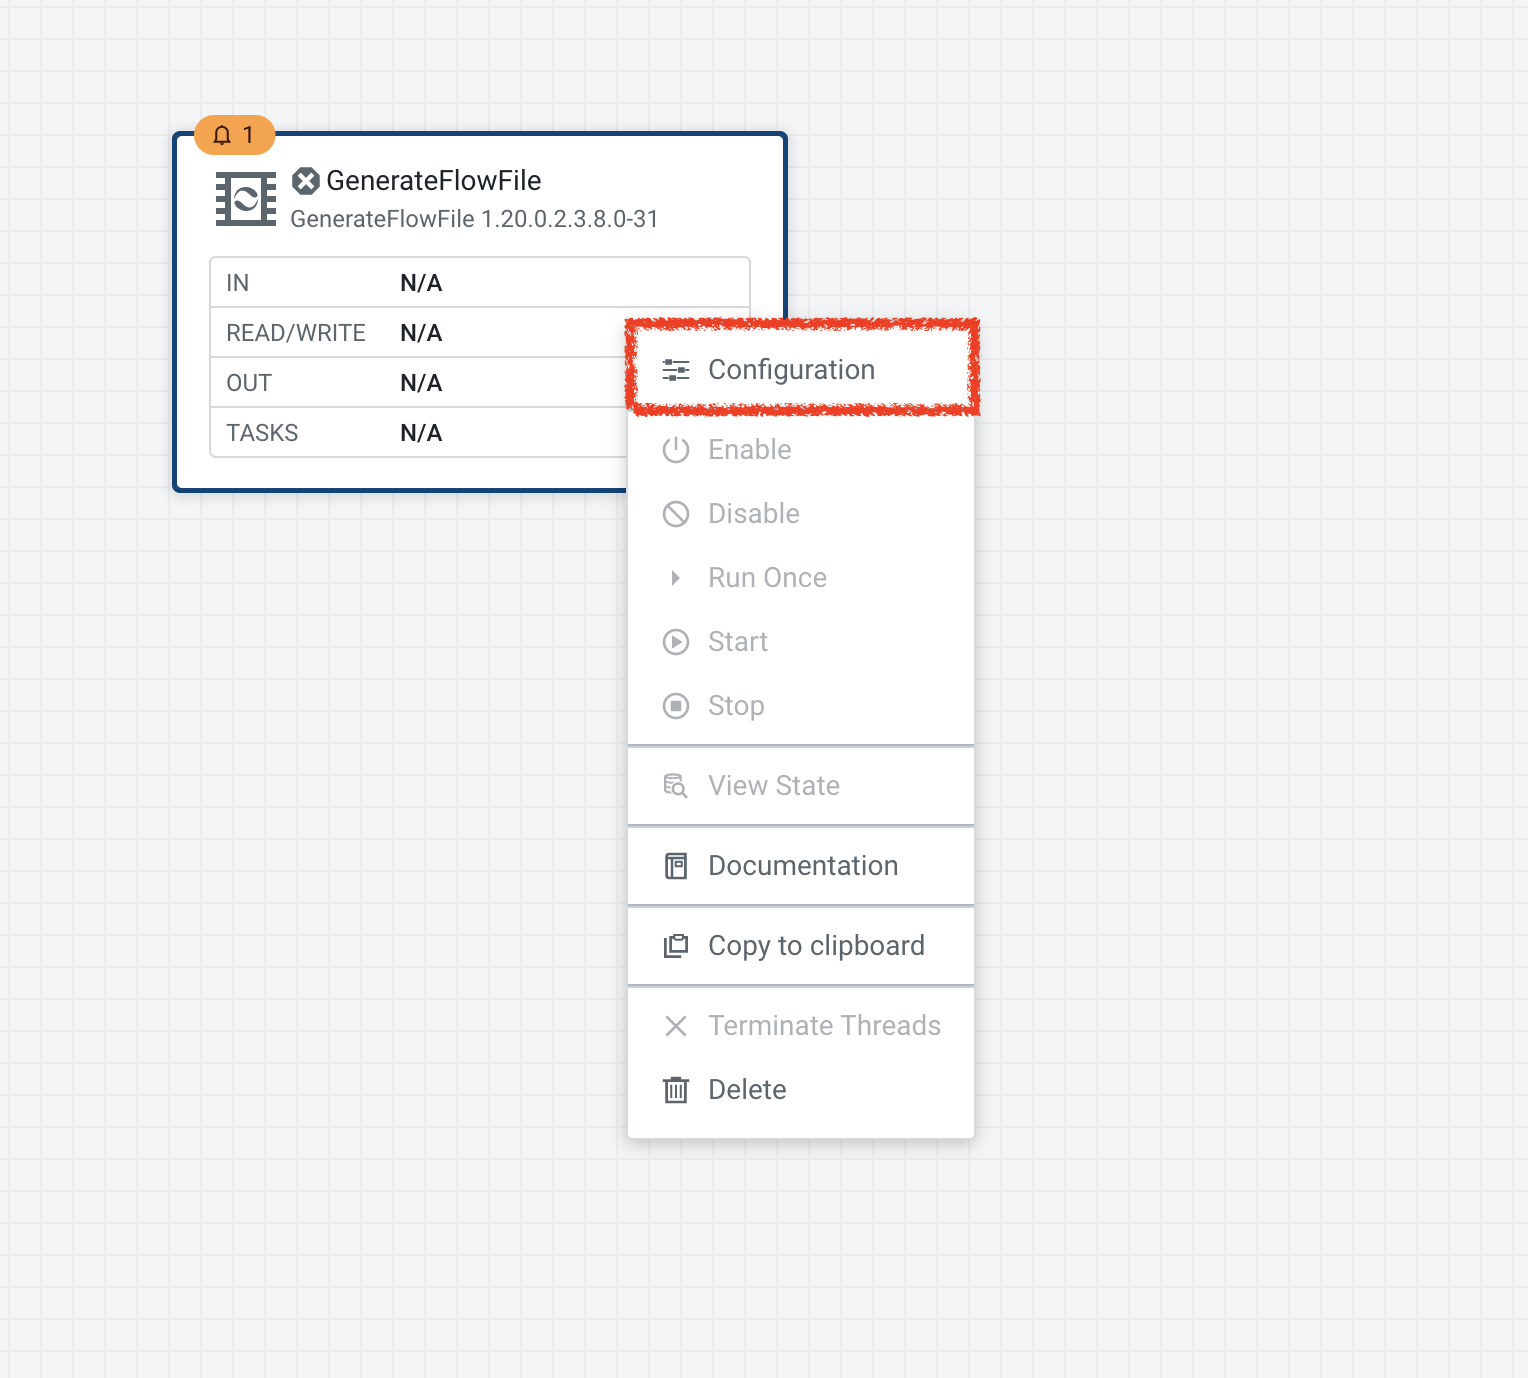 1
GenerateFlowFile
GenerateFlowFile 1.20.0.2.3.8.0-31
IN N/A
READ/WRITE N/A
OUT N/A
TASKS N/A
Configuration
Enable
Disable
Run Once
Start
Stop
View State
Documentation
Copy to clipboard
Terminate Threads
Delete